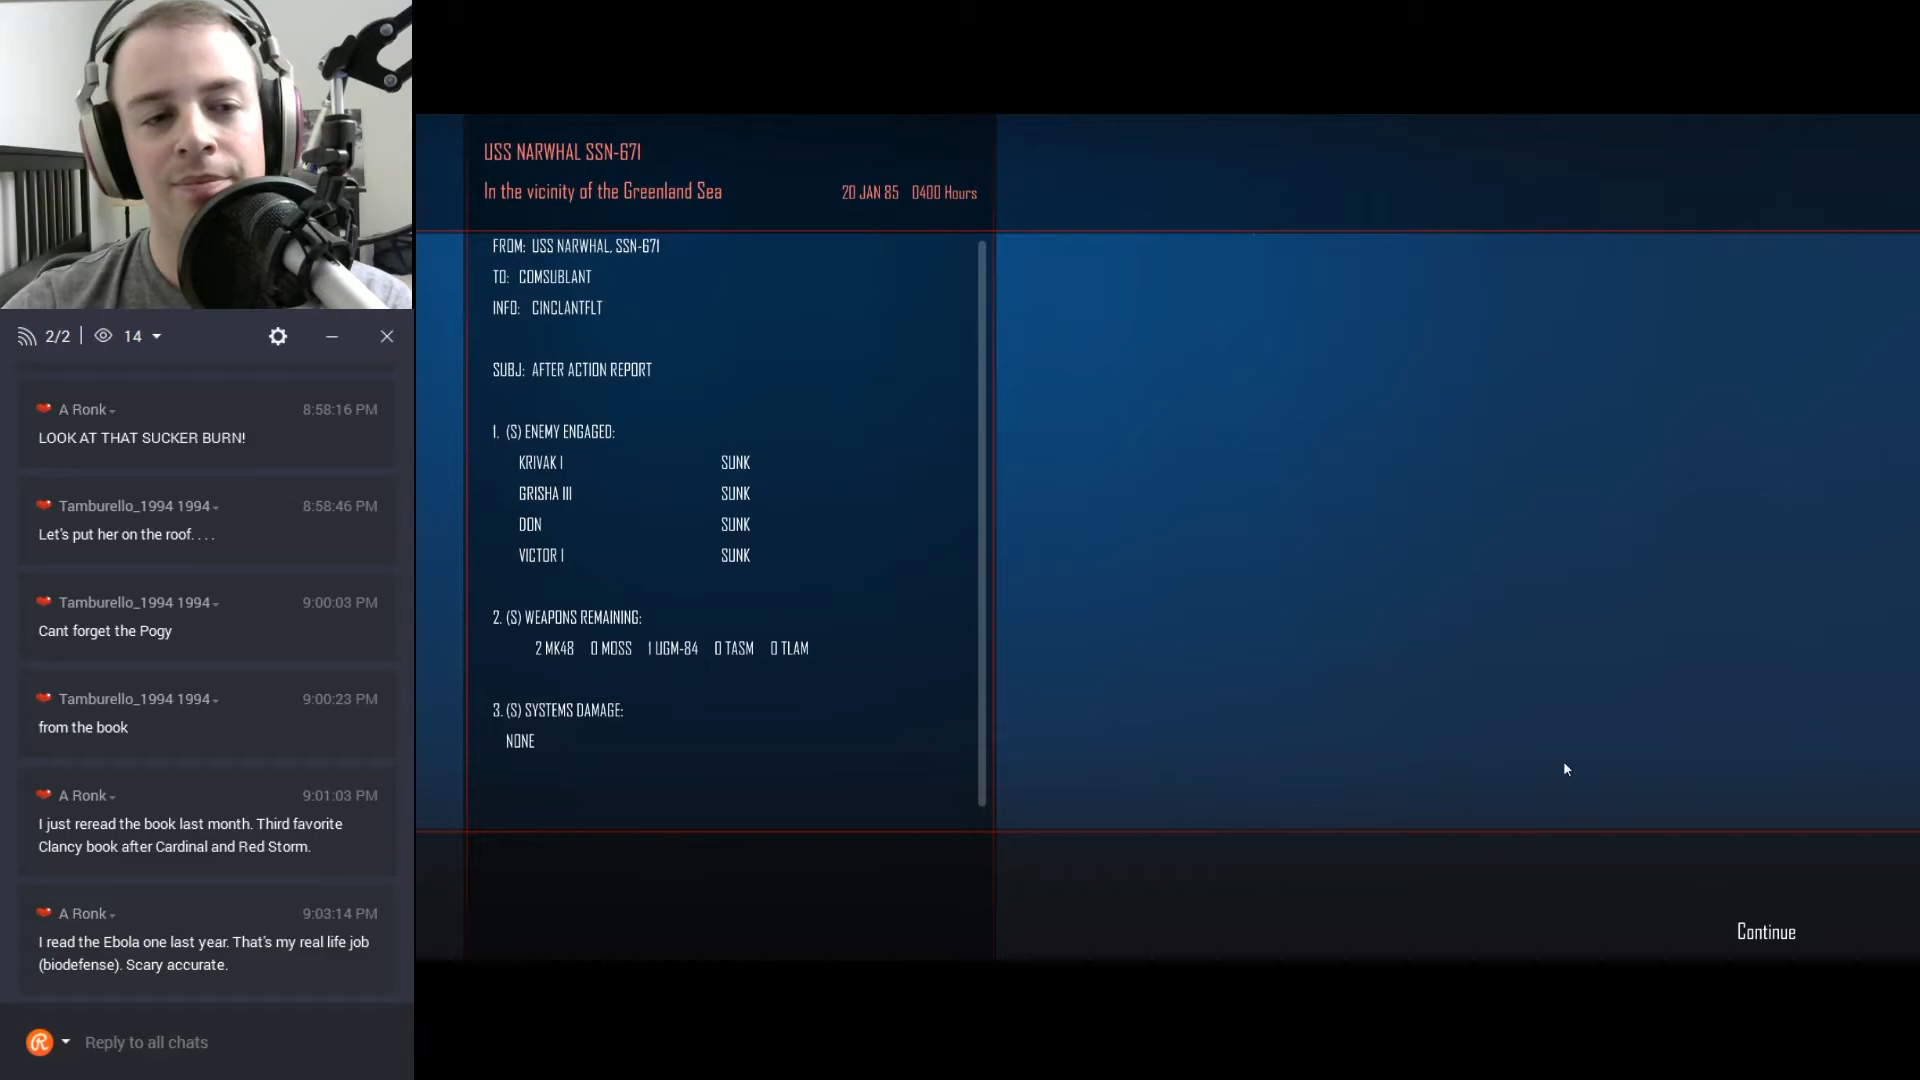 2/2 14
A Ronk 8:58:16 PM
LOOK AT THAT SUCKER BURN!
Tamburello_1994 1994 8:58:46 PM
Let's put her on the roof. . . .
Tamburello_1994 1994 9:00:03 PM
Cant forget the Pogy
Tamburello_1994 1994 9:00:23 PM
from the book
A Ronk 9:01:03 PM
I just reread the book last month. Third favorite
Clancy book after Cardinal and Red Storm.
A Ronk 9:03:14 PM
I read the Ebola one last year. That's my real life job
(biodefense). Scary accurate.
Reply to all chats
USS NARWHAL SSN-671
In the vicinity of the Greenland Sea 20 JAN 85 0400 Hours
FROM: USS NARWHAL, SSN-671
TO: COMSUBLANT
INFO: CINCLANTFLT
SUBJ: AFTER ACTION REPORT
1. (S) ENEMY ENGAGED:
KRIVAK I SUNK
GRISHA III SUNK
DON SUNK
VICTOR I SUNK
2. (S) WEAPONS REMAINING:
2 MK48 0 MOSS 1 UGM-84 0 TASM 0 TLAM
3. (S) SYSTEMS DAMAGE:
NONE
Continue